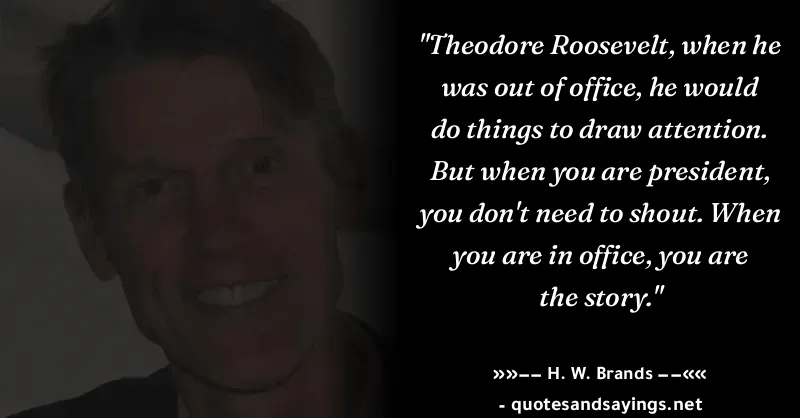 "Theodore Roosevelt, when he
was out of office, he would
do things to draw attention.
But when you are president,
you don't need to shout. When
you are in office, you are
the story."
»»−− H. W. Brands −−««
- quotesandsayings.net